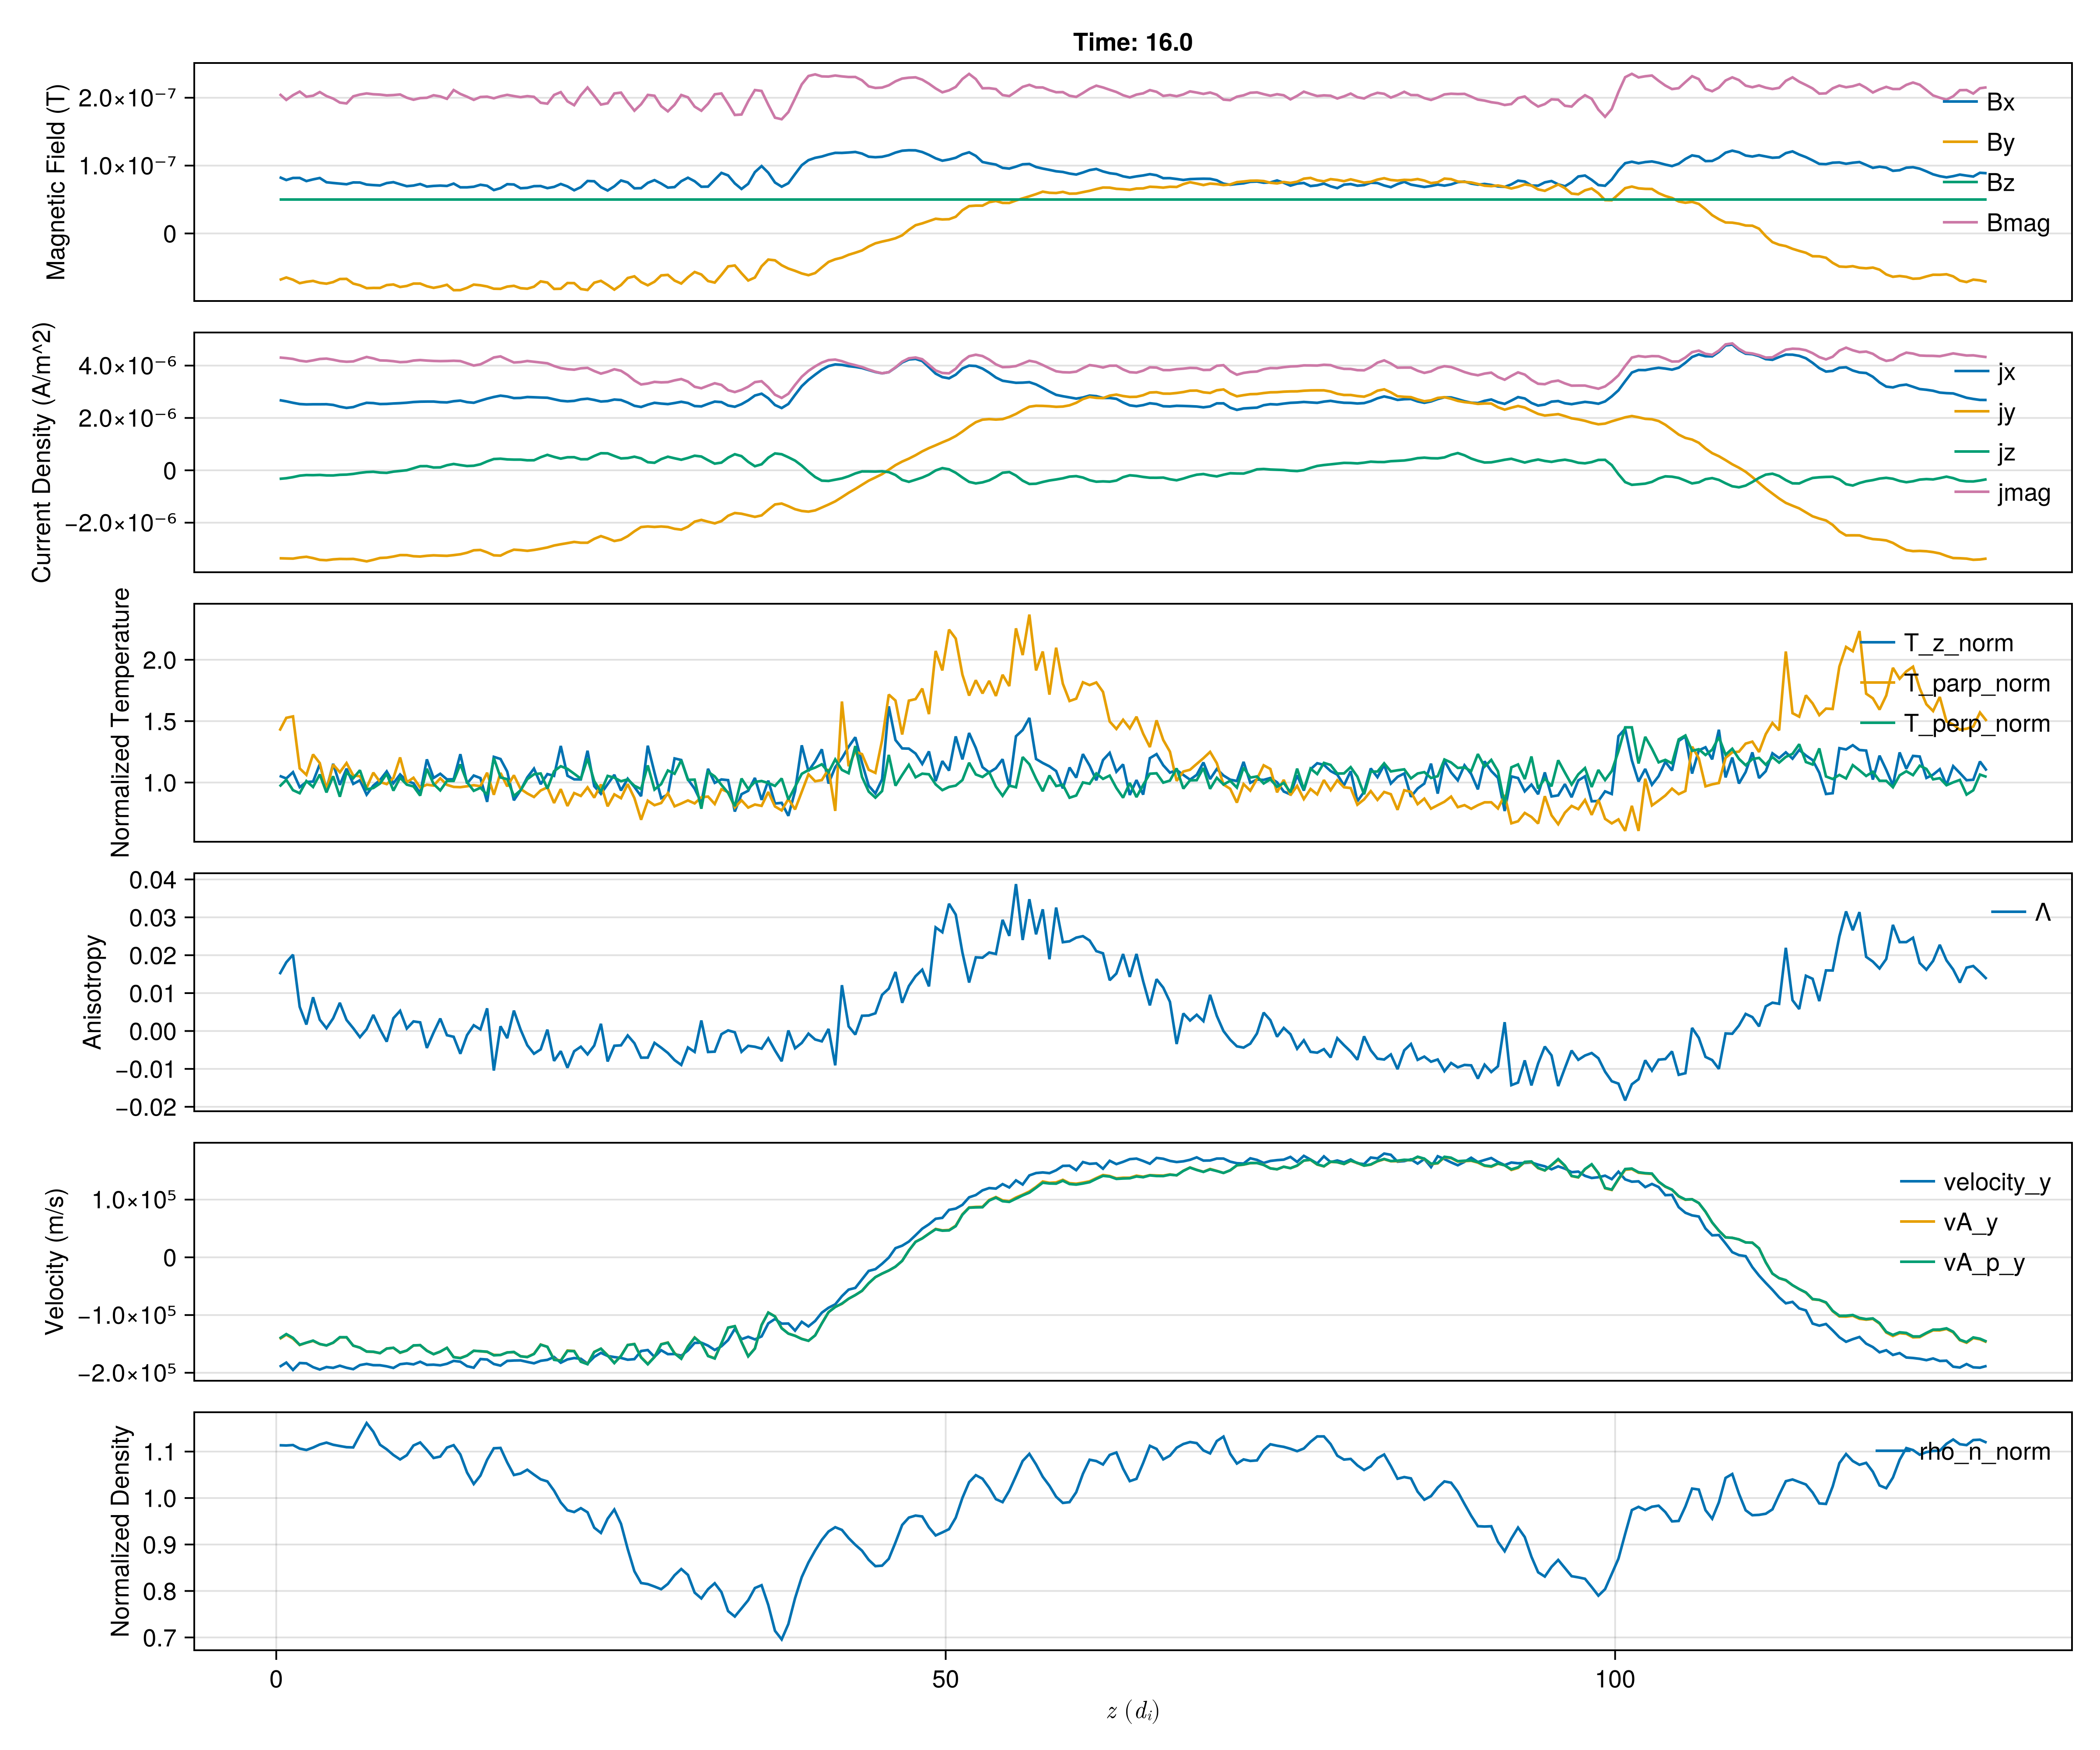 Time: 16.0
Magnetic Field (T)
2.0×10⁻⁷
1.0×10⁻⁷
0
Bx
By
Bz
Bmag
Current Density (A/m^2)
4.0×10⁻⁶
2.0×10⁻⁶
0
−2.0×10⁻⁶
jx
jy
jz
jmag
Normalized Temperature
2.0
1.5
1.0
T_z_norm
T_parp_norm
T_perp_norm
Anisotropy
0.04
0.03
0.02
0.01
0.00
−0.01
−0.02
Λ
Velocity (m/s)
1.0×10⁵
0
−1.0×10⁵
−2.0×10⁵
velocity_y
vA_y
vA_p_y
Normalized Density
1.1
1.0
0.9
0.8
0.7
rho_n_norm
0 50 100
z (dᵢ)